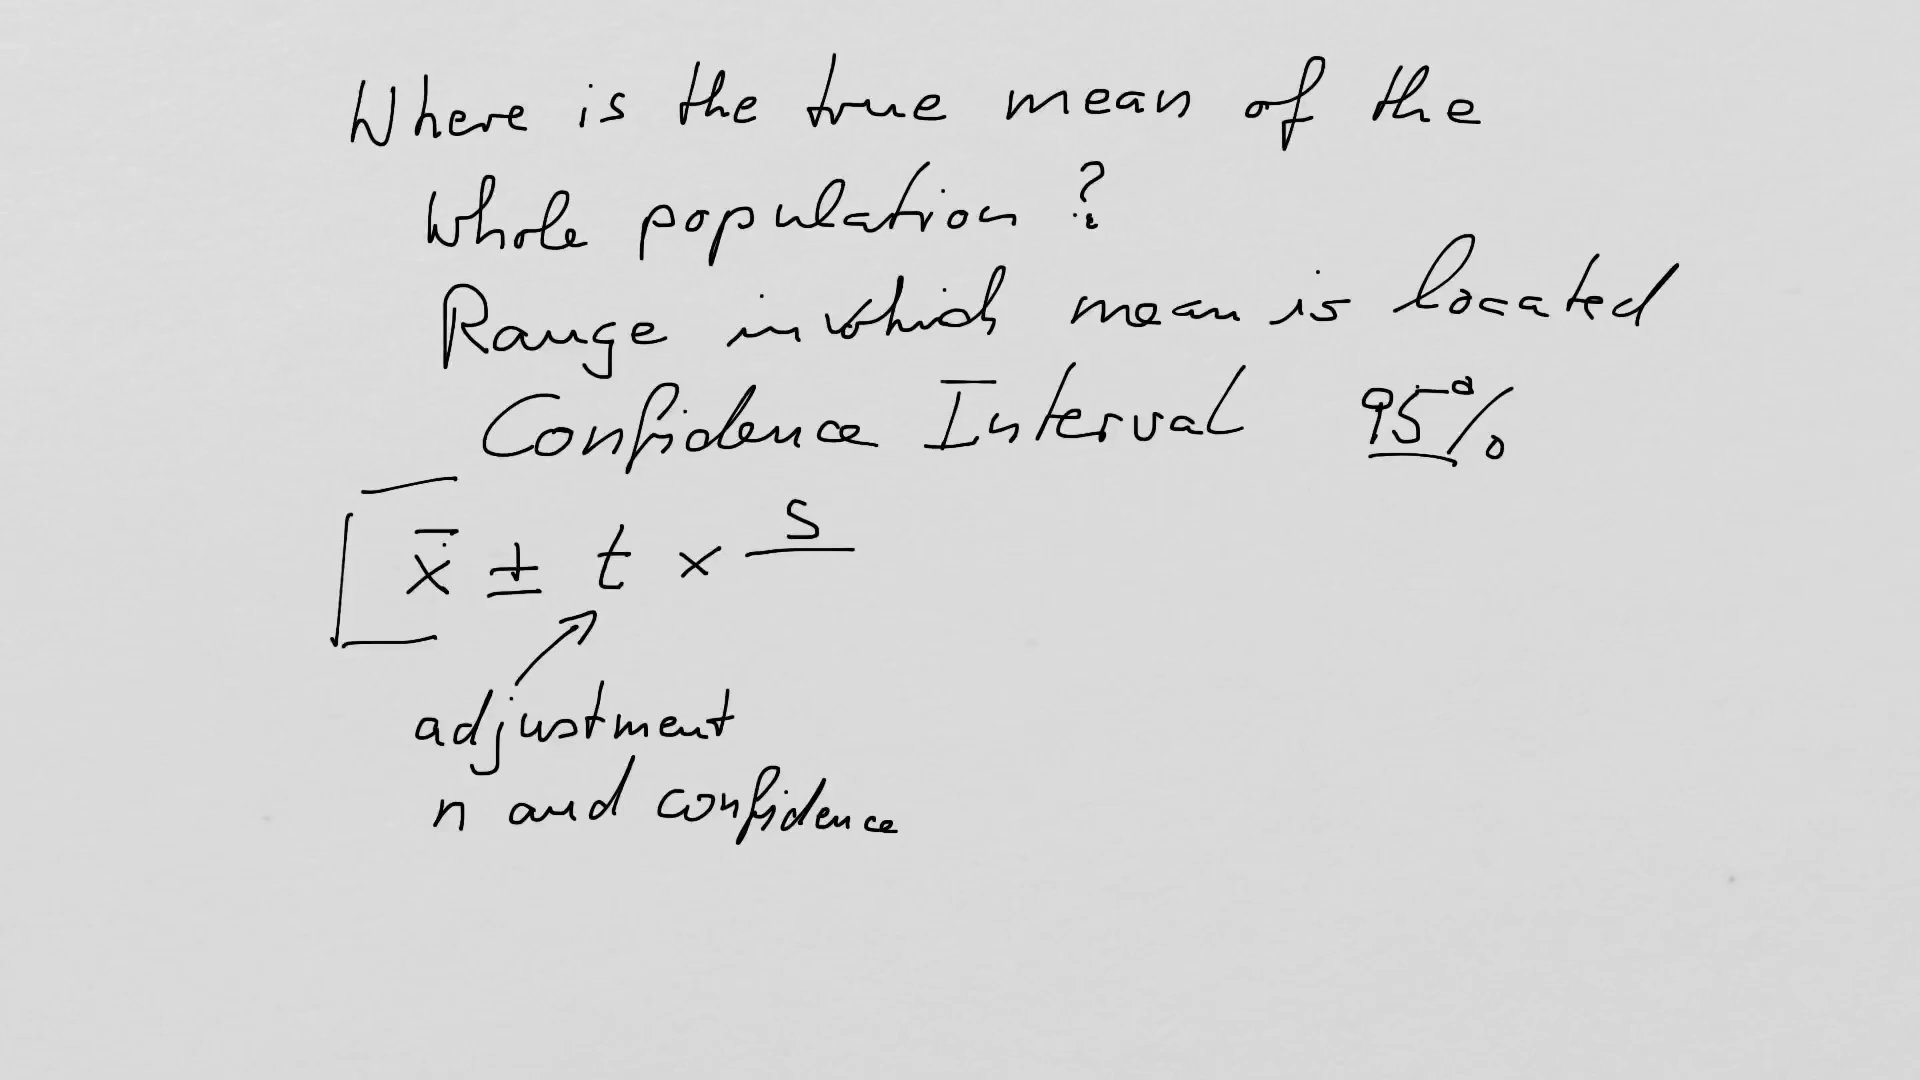 Where is the true mean of the
whole population ?
Range in which mean is located
Confidence Interval 95%
x̄ ± t × s
adjustment
n and confidence